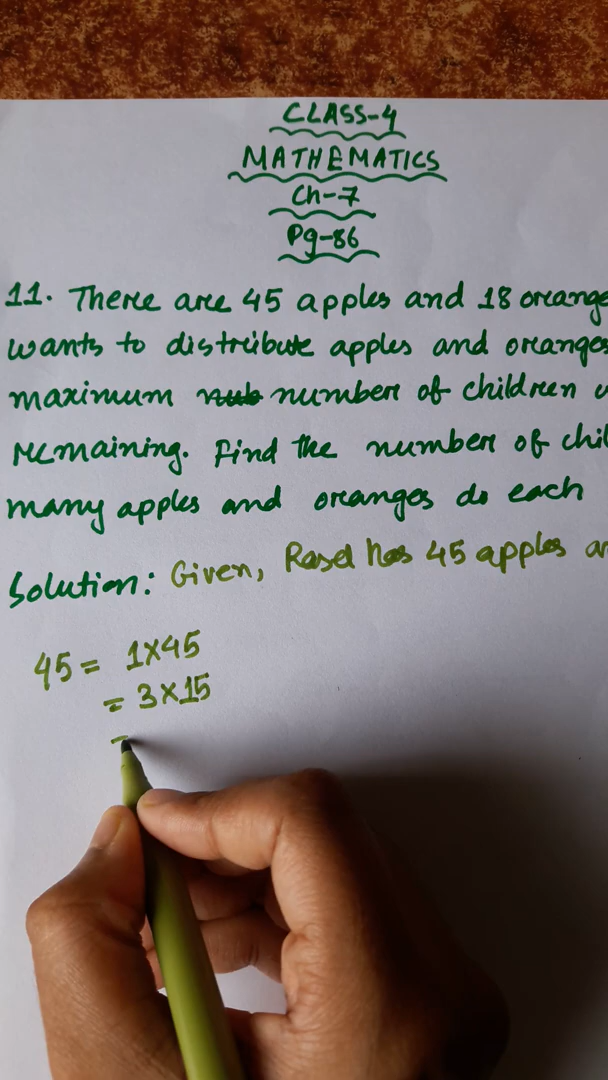 CLASS-4
MATHEMATICS
Ch-7
Pg-86
11. There are 45 apples and 18 orange
wants to distribute apples and oranges
maximum nub number of children
remaining. Find the number of chil
many apples and oranges do each
Solution: Given, Rasel has 45 apples an
45 = 1×45
= 3×15
=